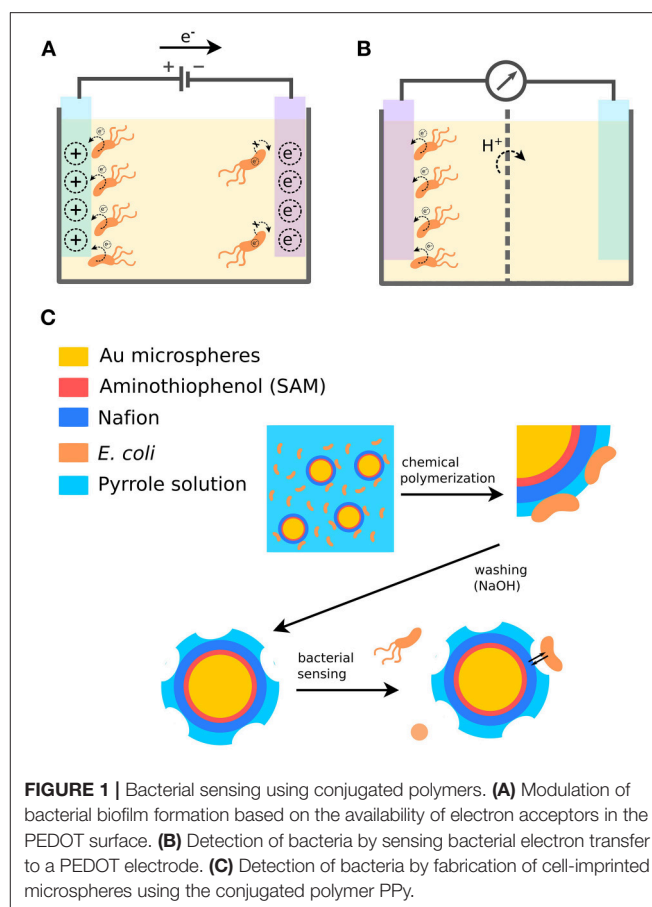 A
e-
+ −
e-
e-
e-
e-
+
+
+
+
+
+
e-
e-
e-
e-
e-
e-
B
e-
e-
e-
e-
H+
C
Au microspheres
Aminothiophenol (SAM)
Nafion
E. coli
Pyrrole solution
chemical
polymerization
washing
(NaOH)
bacterial
sensing
FIGURE 1 | Bacterial sensing using conjugated polymers. (A) Modulation of
bacterial biofilm formation based on the availability of electron acceptors in the
PEDOT surface. (B) Detection of bacteria by sensing bacterial electron transfer
to a PEDOT electrode. (C) Detection of bacteria by fabrication of cell-imprinted
microspheres using the conjugated polymer PPy.